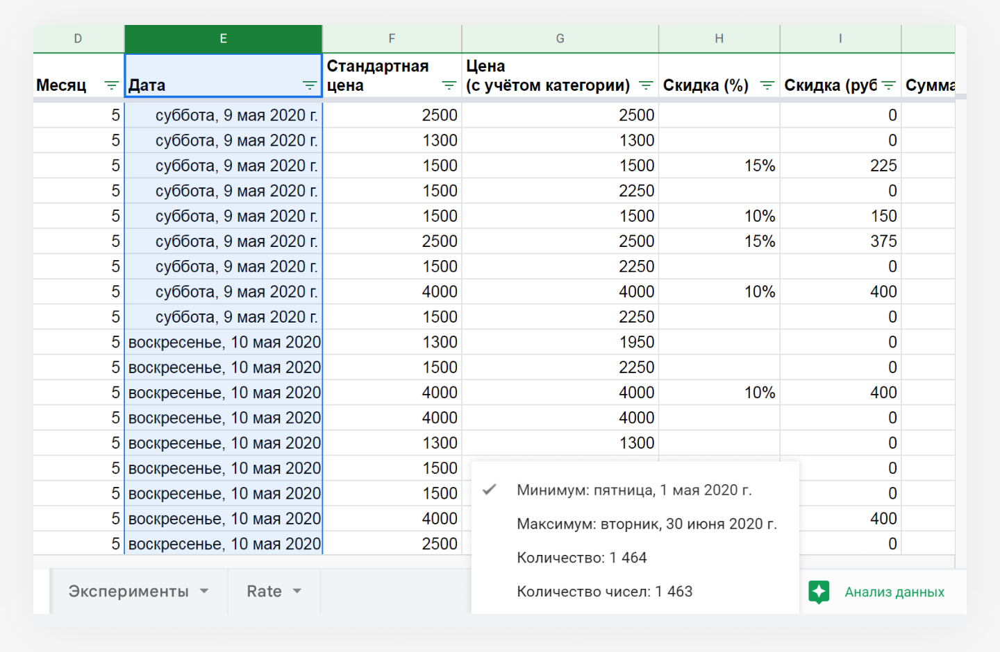 D E F G H I
Месяц Дата Стандартная цена Цена (с учётом категории) Скидка (%) Скидка (руб Сумма
5 суббота, 9 мая 2020 г. 2500 2500 0
5 суббота, 9 мая 2020 г. 1300 1300 0
5 суббота, 9 мая 2020 г. 1500 1500 15% 225
5 суббота, 9 мая 2020 г. 1500 2250 0
5 суббота, 9 мая 2020 г. 1500 1500 10% 150
5 суббота, 9 мая 2020 г. 2500 2500 15% 375
5 суббота, 9 мая 2020 г. 1500 2250 0
5 суббота, 9 мая 2020 г. 4000 4000 10% 400
5 суббота, 9 мая 2020 г. 1500 2250 0
5 воскресенье, 10 мая 2020 1300 1950 0
5 воскресенье, 10 мая 2020 1500 2250 0
5 воскресенье, 10 мая 2020 4000 4000 10% 400
5 воскресенье, 10 мая 2020 4000 4000 0
5 воскресенье, 10 мая 2020 1300 1300 0
5 воскресенье, 10 мая 2020 1500 0
5 воскресенье, 10 мая 2020 1500 0
5 воскресенье, 10 мая 2020 4000 400
5 воскресенье, 10 мая 2020 2500 0
Минимум: пятница, 1 мая 2020 г.
Максимум: вторник, 30 июня 2020 г.
Количество: 1 464
Количество чисел: 1 463
Эксперименты Rate Анализ данных